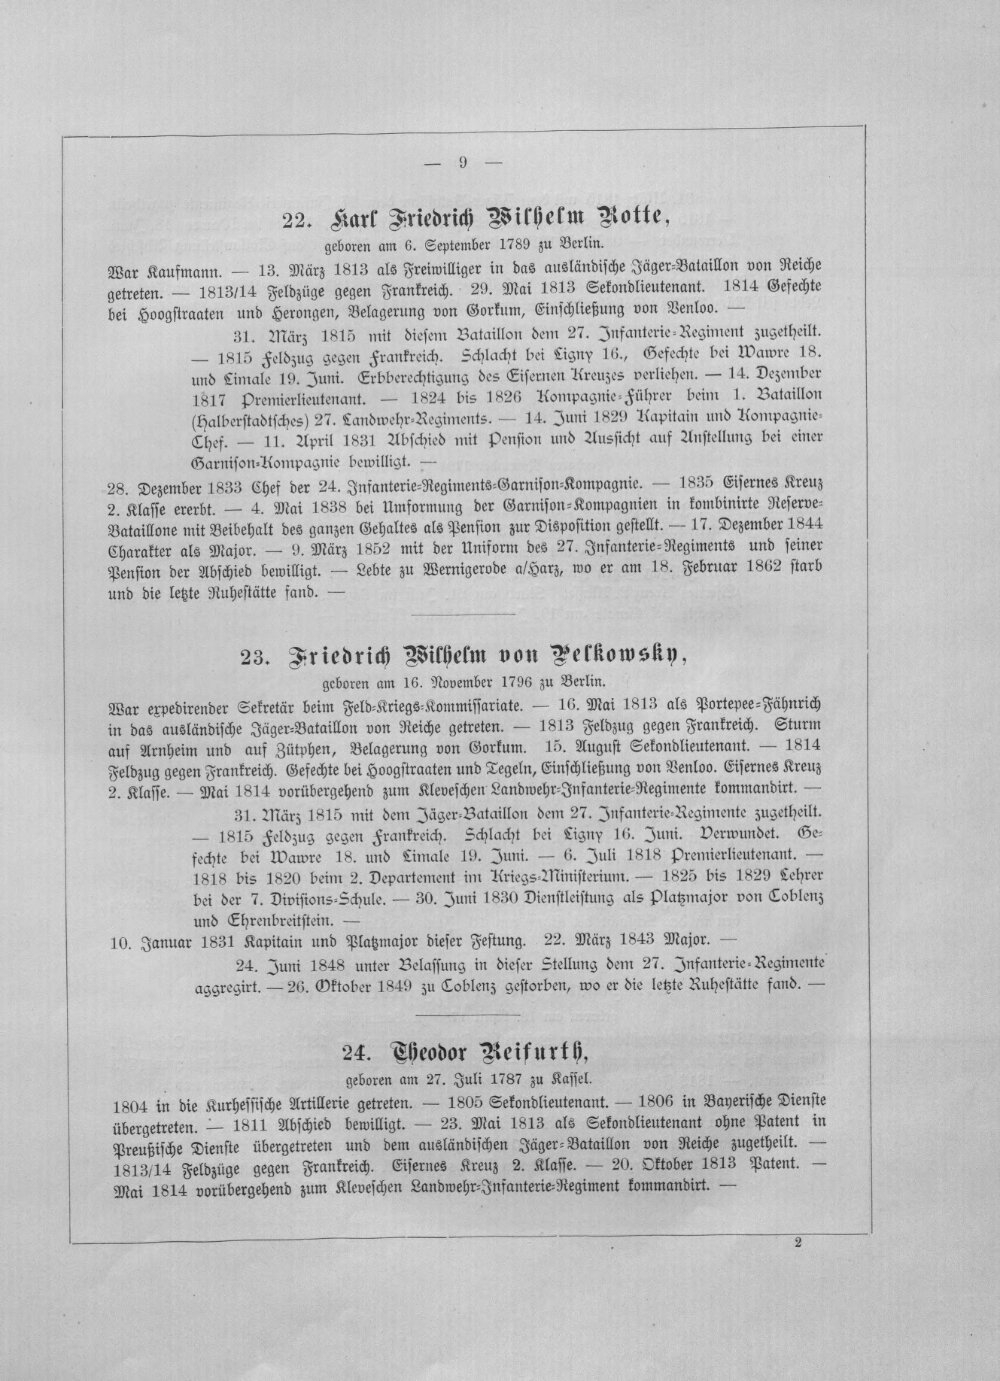 — 9 —
22. Karl Friedrich Wilhelm Rotte,
geboren am 6. September 1789 zu Berlin.
War Kaufmann. — 13. März 1813 als Freiwilliger in das ausländische Jäger-Bataillon von Reiche
getreten. — 1813/14 Feldzüge gegen Frankreich. 29. Mai 1813 Sekondlieutenant. 1814 Gefechte
bei Hoogstraaten und Herongen, Belagerung von Gorkum, Einschließung von Venloo. —
31. März 1815 mit diesem Bataillon dem 27. Infanterie-Regiment zugetheilt.
— 1815 Feldzug gegen Frankreich. Schlacht bei Ligny 16., Gefechte bei Wawre 18.
und Limale 19. Juni. Erbberechtigung des Eisernen Kreuzes verliehen. — 14. Dezember
1817 Premierlieutenant. — 1824 bis 1826 Kompagnie-Führer beim 1. Bataillon
(Halberstadtsches) 27. Landwehr-Regiments. — 14. Juni 1829 Kapitain und Kompagnie-
Chef. — 11. April 1831 Abschied mit Pension und Aussicht auf Anstellung bei einer
Garnison-Kompagnie bewilligt. —
28. Dezember 1833 Chef der 24. Infanterie-Regiments-Garnison-Kompagnie. — 1835 Eisernes Kreuz
2. Klasse ererbt. — 4. Mai 1838 bei Umformung der Garnison-Kompagnien in kombinirte Reserve-
Bataillone mit Beibehalt des ganzen Gehaltes als Pension zur Disposition gestellt. — 17. Dezember 1844
Charakter als Major. — 9. März 1852 mit der Uniform des 27. Infanterie-Regiments und seiner
Pension der Abschied bewilligt. — Lebte zu Wernigerode a/Harz, wo er am 18. Februar 1862 starb
und die letzte Ruhestätte fand. —
23. Friedrich Wilhelm von Pelkowsky,
geboren am 16. November 1796 zu Berlin.
War expedirender Sekretär beim Feld-Kriegs-Kommissariate. — 16. Mai 1813 als Portepee-Fähnrich
in das ausländische Jäger-Bataillon von Reiche getreten. — 1813 Feldzug gegen Frankreich. Sturm
auf Arnheim und auf Zütphen, Belagerung von Gorkum. 15. August Sekondlieutenant. — 1814
Feldzug gegen Frankreich. Gefechte bei Hoogstraaten und Tegeln, Einschließung von Venloo. Eisernes Kreuz
2. Klasse. — Mai 1814 vorübergehend zum Kleveschen Landwehr-Infanterie-Regimente kommandirt. —
31. März 1815 mit dem Jäger-Bataillon dem 27. Infanterie-Regimente zugetheilt.
— 1815 Feldzug gegen Frankreich. Schlacht bei Ligny 16. Juni. Verwundet. Ge-
fechte bei Wawre 18. und Limale 19. Juni. — 6. Juli 1818 Premierlieutenant. —
1818 bis 1820 beim 2. Departement im Kriegs-Ministerium. — 1825 bis 1829 Lehrer
bei der 7. Divisions-Schule. — 30. Juni 1830 Dienstleistung als Platzmajor von Coblenz
und Ehrenbreitstein. —
10. Januar 1831 Kapitain und Platzmajor dieser Festung. 22. März 1843 Major. —
24. Juni 1848 unter Belassung in dieser Stellung dem 27. Infanterie-Regimente
aggregirt. — 26. Oktober 1849 zu Coblenz gestorben, wo er die letzte Ruhestätte fand. —
24. Theodor Reifurth,
geboren am 27. Juli 1787 zu Kassel.
1804 in die Kurhessische Artillerie getreten. — 1805 Sekondlieutenant. — 1806 in Bayerische Dienste
übergetreten. — 1811 Abschied bewilligt. — 23. Mai 1813 als Sekondlieutenant ohne Patent in
Preußische Dienste übergetreten und dem ausländischen Jäger-Bataillon von Reiche zugetheilt. —
1813/14 Feldzüge gegen Frankreich. Eisernes Kreuz 2. Klasse. — 20. Oktober 1813 Patent. —
Mai 1814 vorübergehend zum Kleveschen Landwehr-Infanterie-Regiment kommandirt. —
2